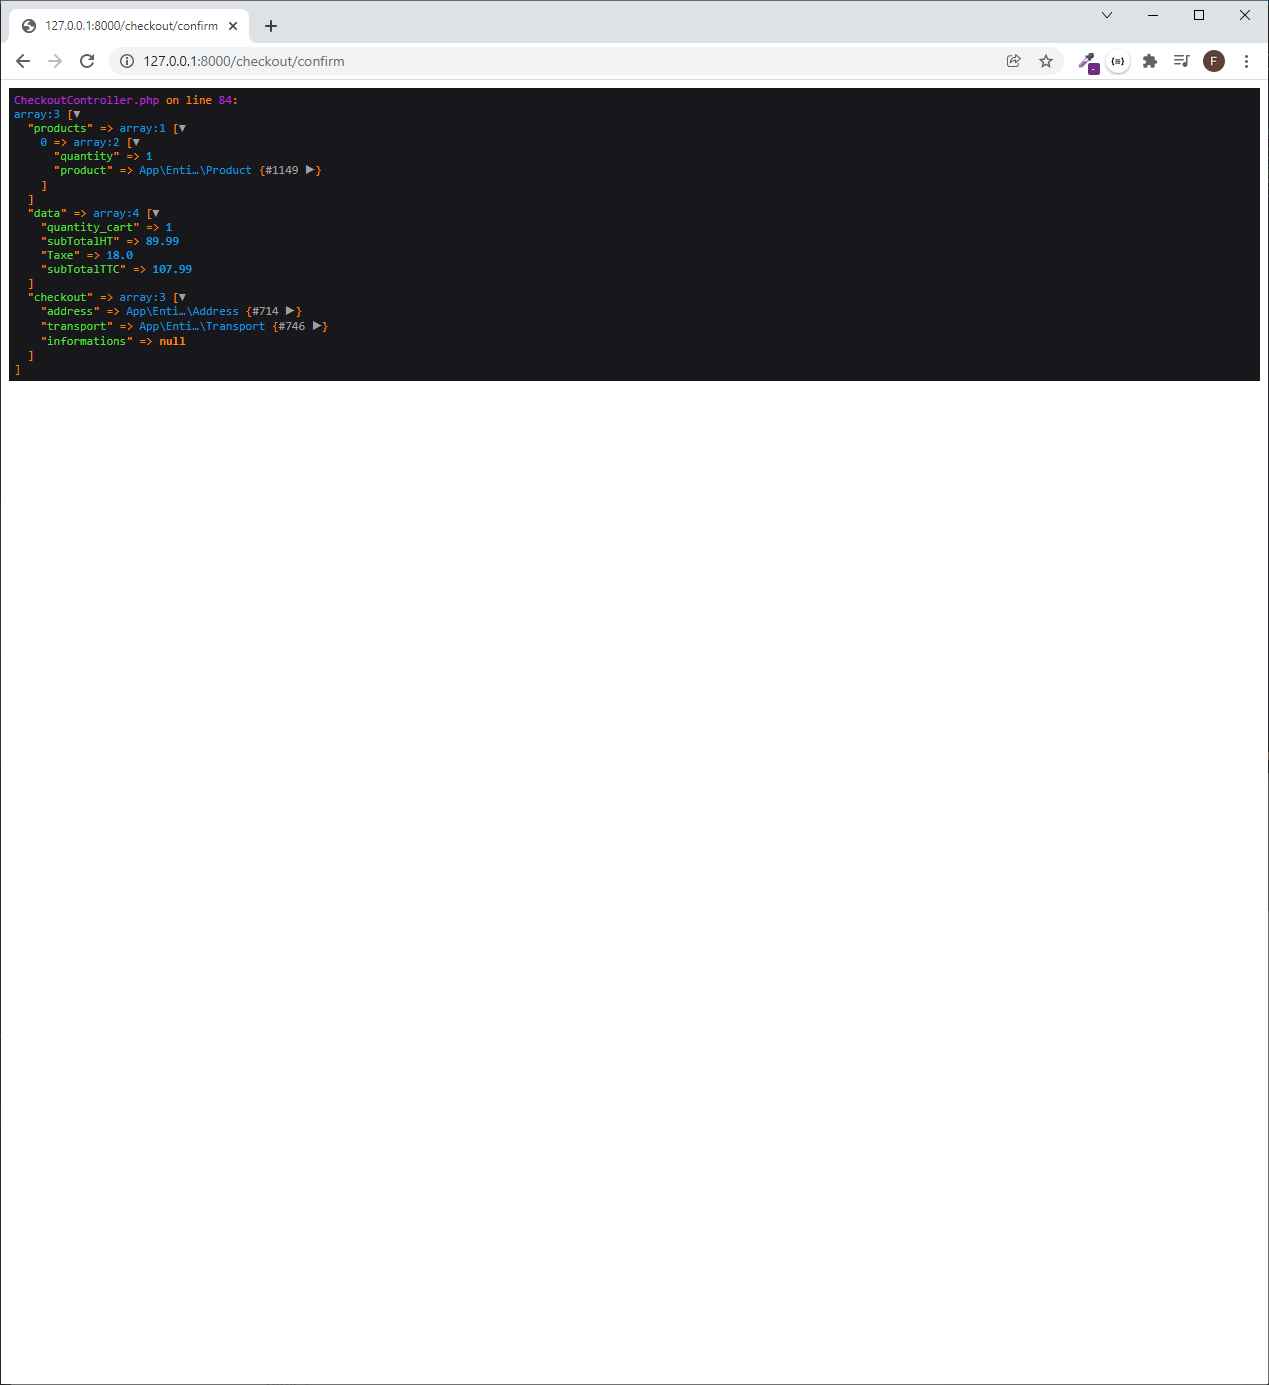 127.0.0.1:8000/checkout/confirm
127.0.0.1:8000/checkout/confirm
F
CheckoutController.php on line 84:
array:3 [▼
  "products" => array:1 [▼
    0 => array:2 [▼
      "quantity" => 1
      "product" => App\Enti…\Product {#1149 ▶}
    ]
  ]
  "data" => array:4 [▼
    "quantity_cart" => 1
    "subTotalHT" => 89.99
    "Taxe" => 18.0
    "subTotalTTC" => 107.99
  ]
  "checkout" => array:3 [▼
    "address" => App\Enti…\Address {#714 ▶}
    "transport" => App\Enti…\Transport {#746 ▶}
    "informations" => null
  ]
]